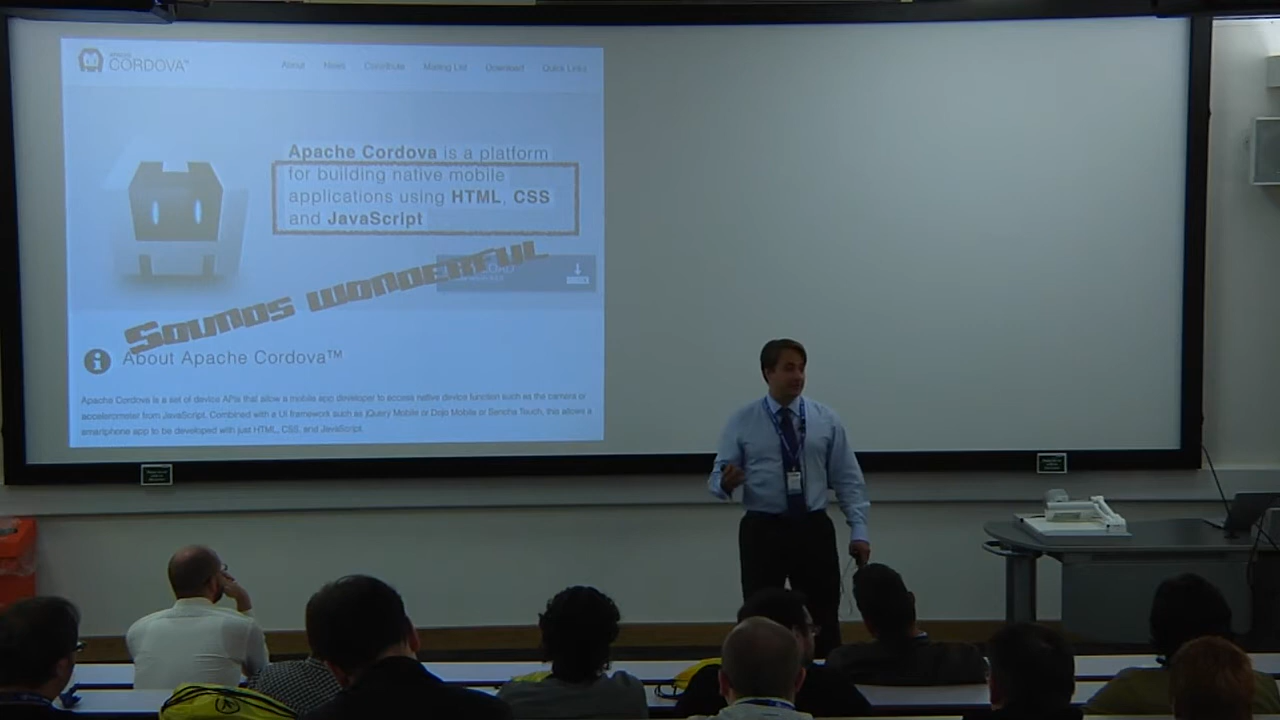 CORDOVA™
About News Contribute Mailing List Download Quick Links
Apache Cordova is a platform
for building native mobile
applications using HTML, CSS
and JavaScript
Sounds wonderful
About Apache Cordova™
Apache Cordova is a set of device APIs that allow a mobile app developer to access native device function such as the camera or
accelerometer from JavaScript. Combined with a UI framework such as jQuery Mobile or Dojo Mobile or Sencha Touch, this allows a
smartphone app to be developed with just HTML, CSS, and JavaScript.